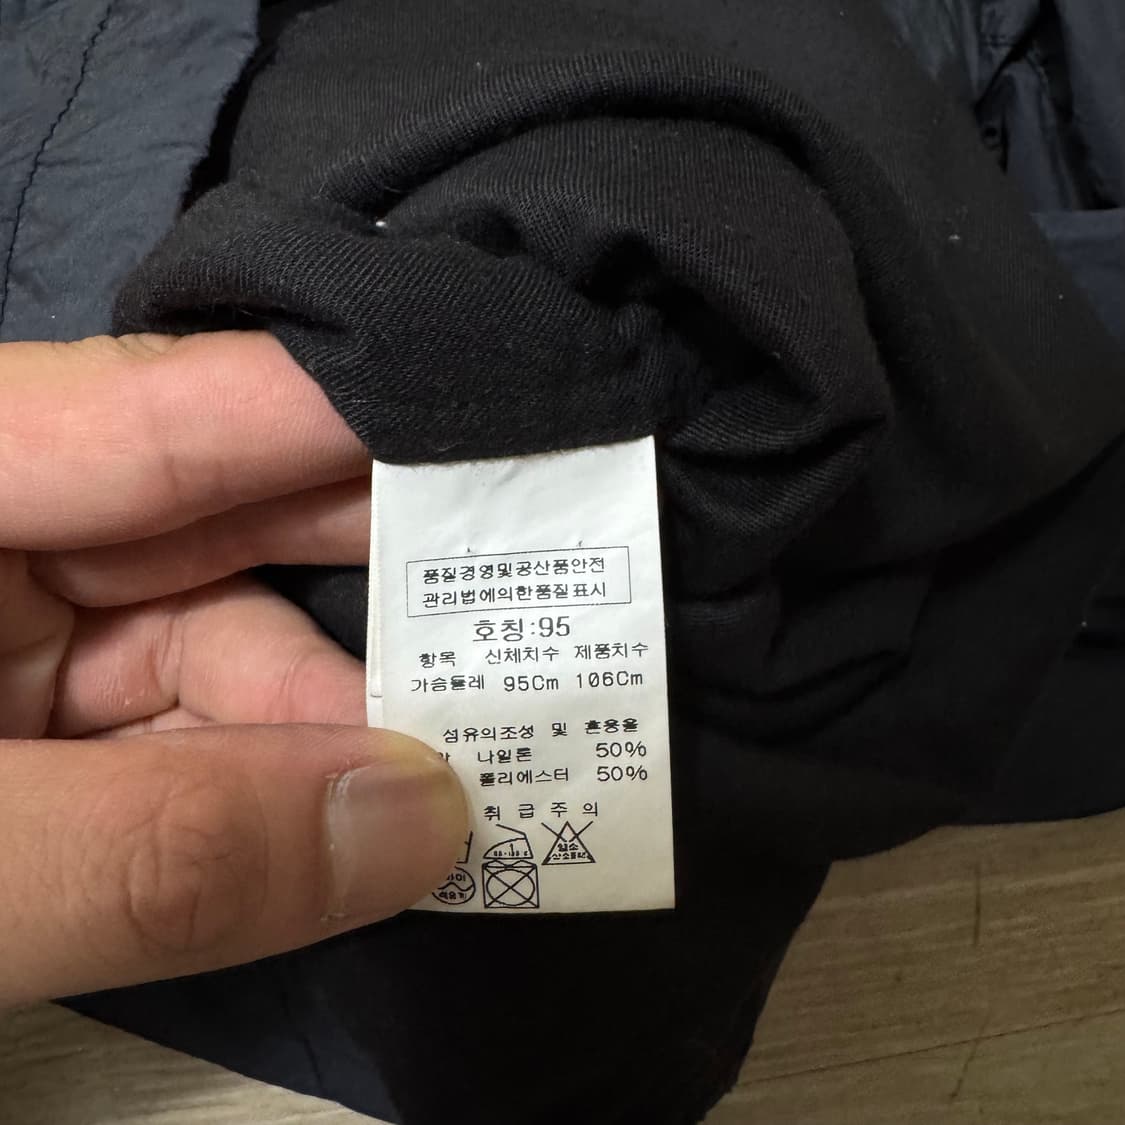 품질경영및공산품안전
관리법에의한품질표시
호칭:95
항목 신체치수 제품치수
가슴둘레 95Cm 106Cm
섬유의조성 및 혼용율
나일론 50%
폴리에스터 50%
취급주의